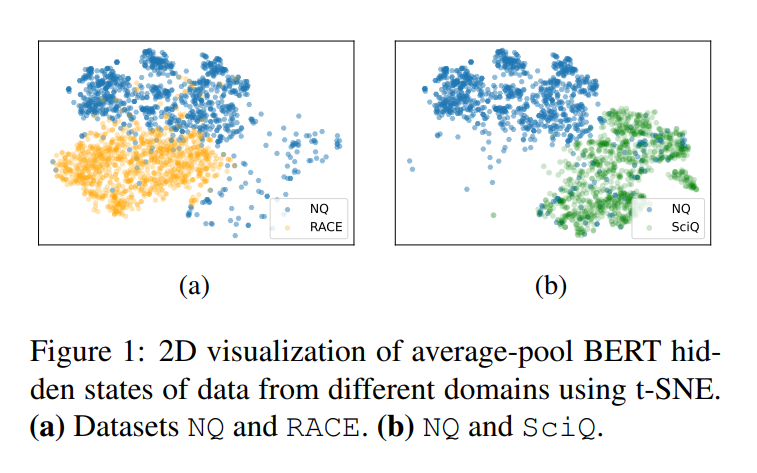 NQ
RACE
NQ
SciQ
(a)
(b)
Figure 1: 2D visualization of average-pool BERT hid-
den states of data from different domains using t-SNE.
(a) Datasets NQ and RACE. (b) NQ and SciQ.